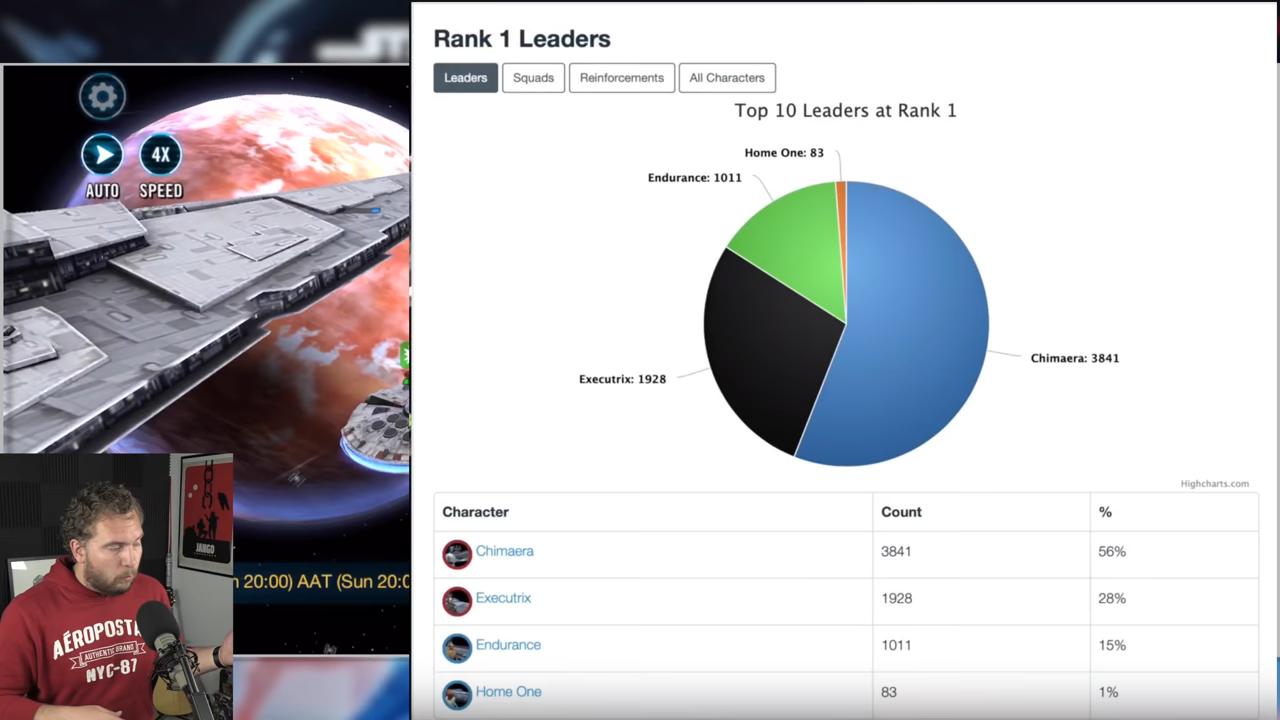 Rank 1 Leaders
Leaders
Squads
Reinforcements
All Characters
Top 10 Leaders at Rank 1
Home One: 83
Endurance: 1011
Executrix: 1928
Chimaera: 3841
Highcharts.com
Character Count %
Chimaera 3841 56%
Executrix 1928 28%
Endurance 1011 15%
Home One 83 1%
4X
AUTO SPEED
20:00) AAT (Sun 20:0
JANGO
AÉROPOSTA
AUTHENTIC BRAND
NYC-87